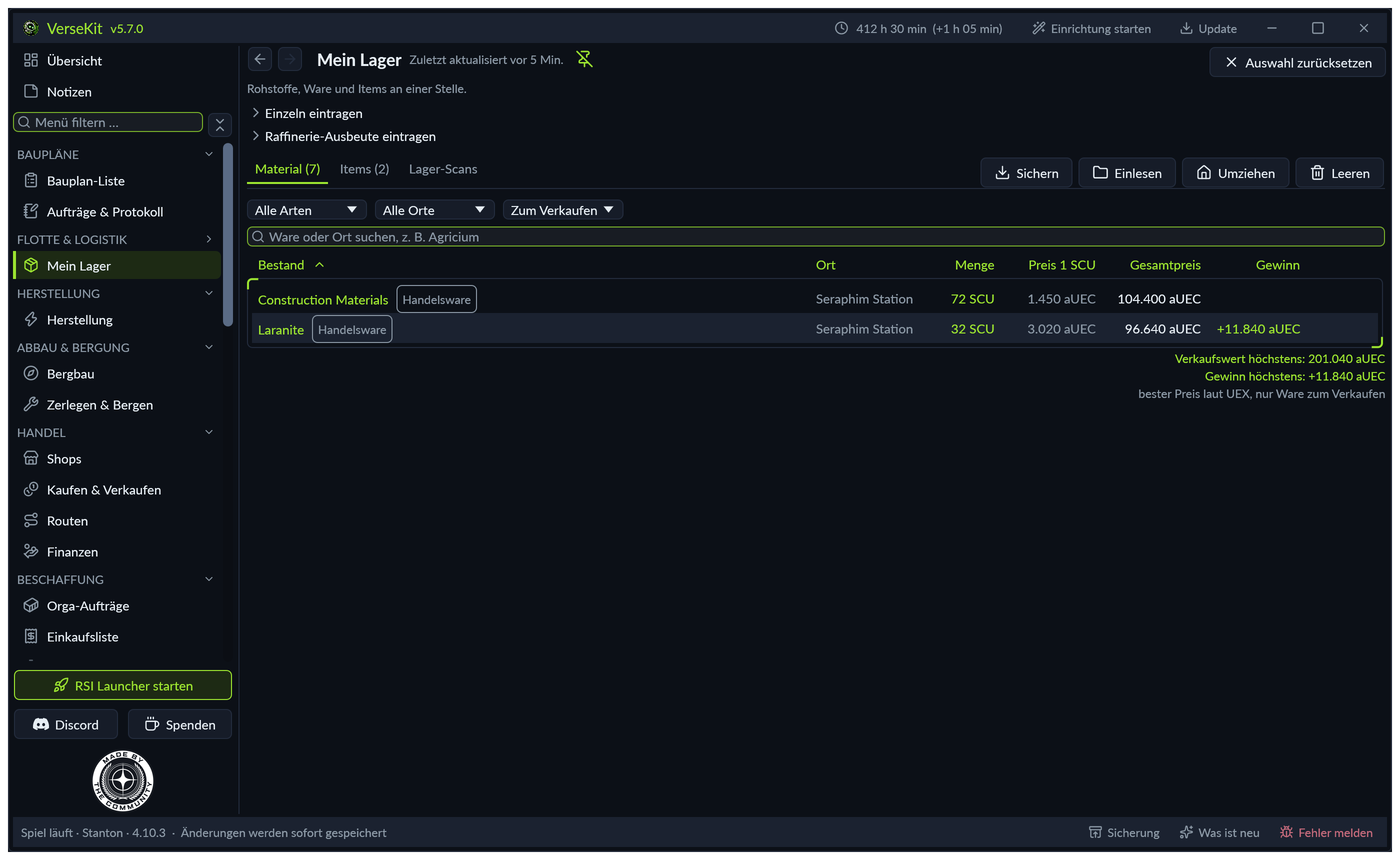 VerseKit v5.7.0
412 h 30 min (+1 h 05 min)
Einrichtung starten
Update
Übersicht
Notizen
Menü filtern ...
BAUPLÄNE
Bauplan-Liste
Aufträge & Protokoll
FLOTTE & LOGISTIK
Mein Lager
HERSTELLUNG
Herstellung
ABBAU & BERGUNG
Bergbau
Zerlegen & Bergen
HANDEL
Shops
Kaufen & Verkaufen
Routen
Finanzen
BESCHAFFUNG
Orga-Aufträge
Einkaufsliste
RSI Launcher starten
Discord
Spenden
MADE BY
THE COMMUNITY
Mein Lager Zuletzt aktualisiert vor 5 Min.
Auswahl zurücksetzen
Rohstoffe, Ware und Items an einer Stelle.
Einzeln eintragen
Raffinerie-Ausbeute eintragen
Material (7) Items (2) Lager-Scans
Sichern Einlesen Umziehen Leeren
Alle Arten Alle Orte Zum Verkaufen
Ware oder Ort suchen, z. B. Agricium
Bestand Ort Menge Preis 1 SCU Gesamtpreis Gewinn
Construction Materials Handelsware Seraphim Station 72 SCU 1.450 aUEC 104.400 aUEC
Laranite Handelsware Seraphim Station 32 SCU 3.020 aUEC 96.640 aUEC +11.840 aUEC
Verkaufswert höchstens: 201.040 aUEC
Gewinn höchstens: +11.840 aUEC
bester Preis laut UEX, nur Ware zum Verkaufen
Spiel läuft · Stanton · 4.10.3 · Änderungen werden sofort gespeichert
Sicherung Was ist neu Fehler melden